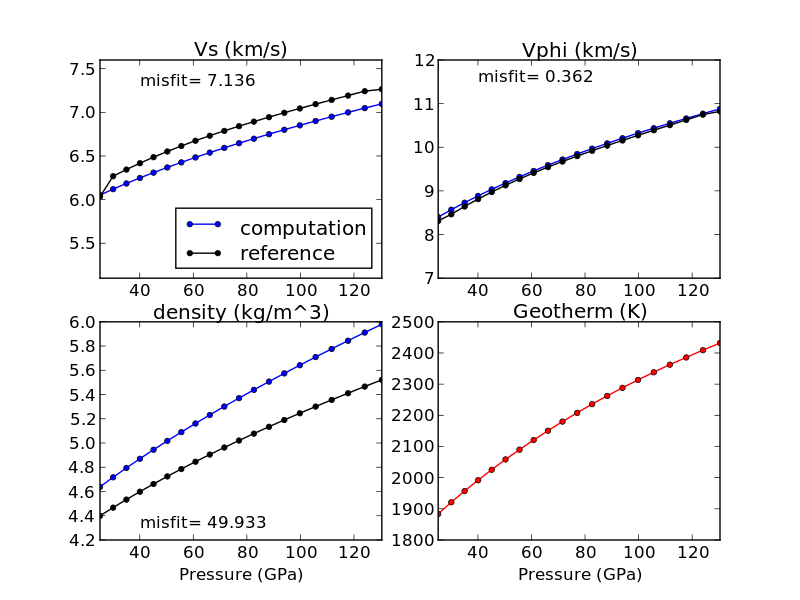 Vs (km/s)
misfit= 7.136
7.5
7.0
6.5
6.0
5.5
40 60 80 100 120
computation
reference
Vphi (km/s)
misfit= 0.362
12
11
10
9
8
7
40 60 80 100 120
density (kg/m^3)
6.0
5.8
5.6
5.4
5.2
5.0
4.8
4.6
4.4
4.2
misfit= 49.933
40 60 80 100 120
Pressure (GPa)
Geotherm (K)
2500
2400
2300
2200
2100
2000
1900
1800
40 60 80 100 120
Pressure (GPa)